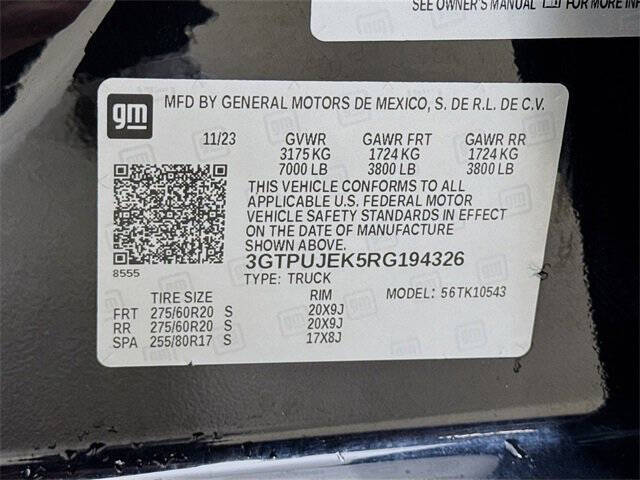 SEE OWNER'S MANUAL FOR MORE INFOR
gm
MFD BY GENERAL MOTORS DE MEXICO, S. DE R.L. DE C.V.
11/23 GVWR GAWR FRT GAWR RR
3175 KG 1724 KG 1724 KG
7000 LB 3800 LB 3800 LB
THIS VEHICLE CONFORMS TO ALL
APPLICABLE U.S. FEDERAL MOTOR
VEHICLE SAFETY STANDARDS IN EFFECT
ON THE DATE OF MANUFACTURE
SHOWN ABOVE.
8555
3GTPUJEK5RG194326
TYPE: TRUCK
TIRE SIZE RIM MODEL: 56TK10543
FRT 275/60R20 S 20X9J
RR 275/60R20 S 20X9J
SPA 255/80R17 S 17X8J